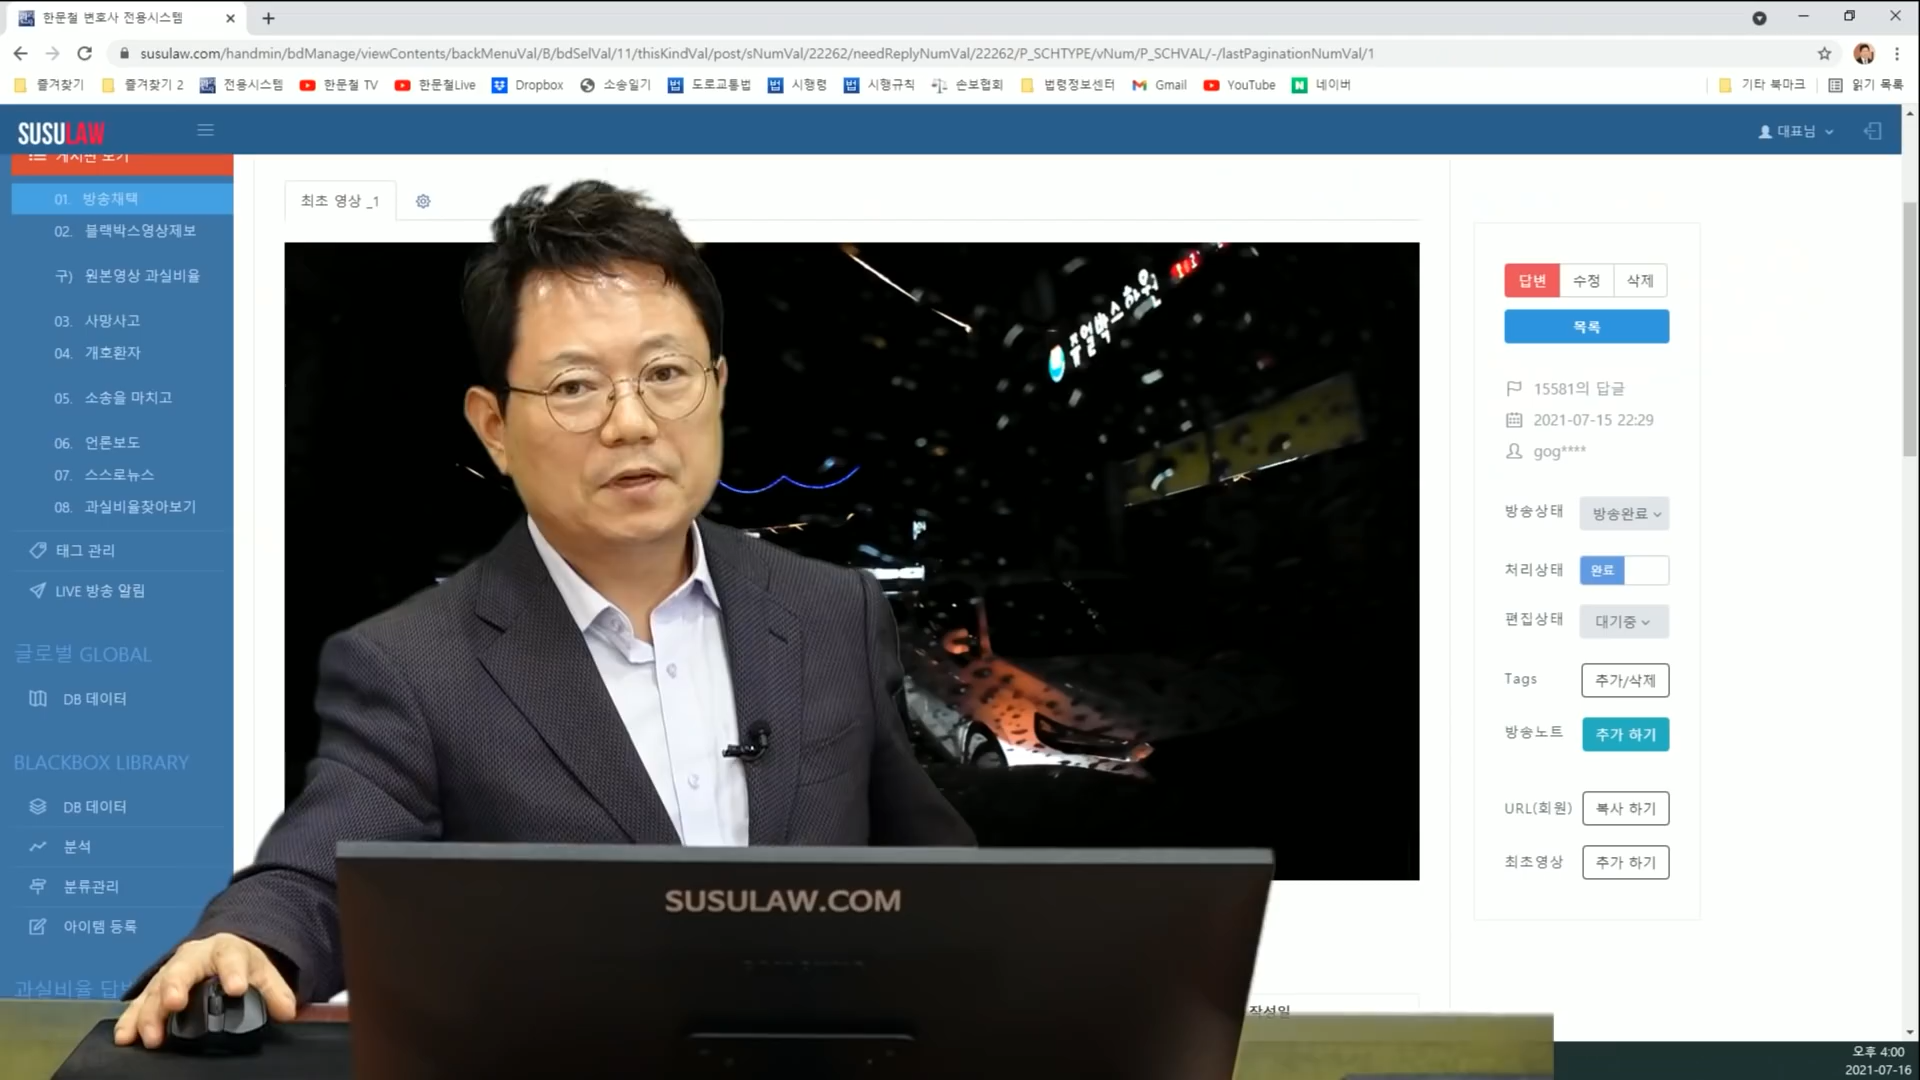 한문철 변호사 전용시스템
susulaw.com/handmin/bdManage/viewContents/backMenuVal/B/bdSelVal/11/thisKindVal/post/sNumVal/22262/needReplyNumVal/22262/P_SCHTYPE/vNum/P_SCHVAL/-/lastPaginationNumVal/1
즐겨찾기 즐겨찾기 2 전용시스템 한문철 TV 한문철Live Dropbox 소송일기 법 도로교통법 법 시행령 법 시행규칙 손보협회 법령정보센터 Gmail YouTube N 네이버 기타 북마크 읽기 목록
SUSULAW
대표님
게시판 보기
01. 방송채택
02. 블랙박스영상제보
구) 원본영상 과실비율
03. 사망사고
04. 개호환자
05. 소송을 마치고
06. 언론보도
07. 스스로뉴스
08. 과실비율찾아보기
태그 관리
LIVE 방송 알림
글로벌 GLOBAL
DB 데이터
BLACKBOX LIBRARY
DB 데이터
분석
분류관리
아이템 등록
과실비율 답변
최초 영상 _1
답변 수정 삭제
목록
15581의 답글
2021-07-15 22:29
gog****
방송상태 방송완료
처리상태 완료
편집상태 대기중
Tags 추가/삭제
방송노트 추가 하기
URL(회원) 복사 하기
최초영상 추가 하기
작성일
SUSULAW.COM
오후 4:00
2021-07-16